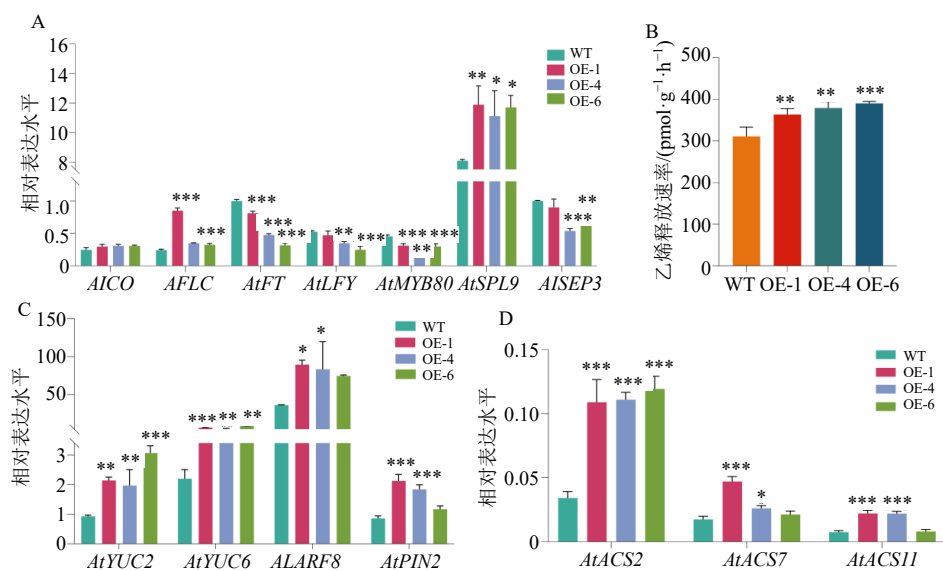 A
相对表达水平
16
14
12
10
8
1.0
0.5
0
WT
OE-1
OE-4
OE-6
*** *** *** *** ** *** *** *** ** *** ** * * ** ***
AICO AFLC AtFT AtLFY AtMYB80 AtSPL9 AISEP3
B
乙烯释放速率/(pmol·g⁻¹·h⁻¹)
500
400
300
200
100
0
** ** ***
WT OE-1 OE-4 OE-6
C
相对表达水平
150
100
50
3
2
1
0
WT
OE-1
OE-4
OE-6
** ** *** *** ** ** * * *** ***
AtYUC2 AtYUC6 ALARF8 AtPIN2
D
相对表达水平
0.15
0.10
0.05
0
WT
OE-1
OE-4
OE-6
*** *** *** *** * *** ***
AtACS2 AtACS7 AtACS11